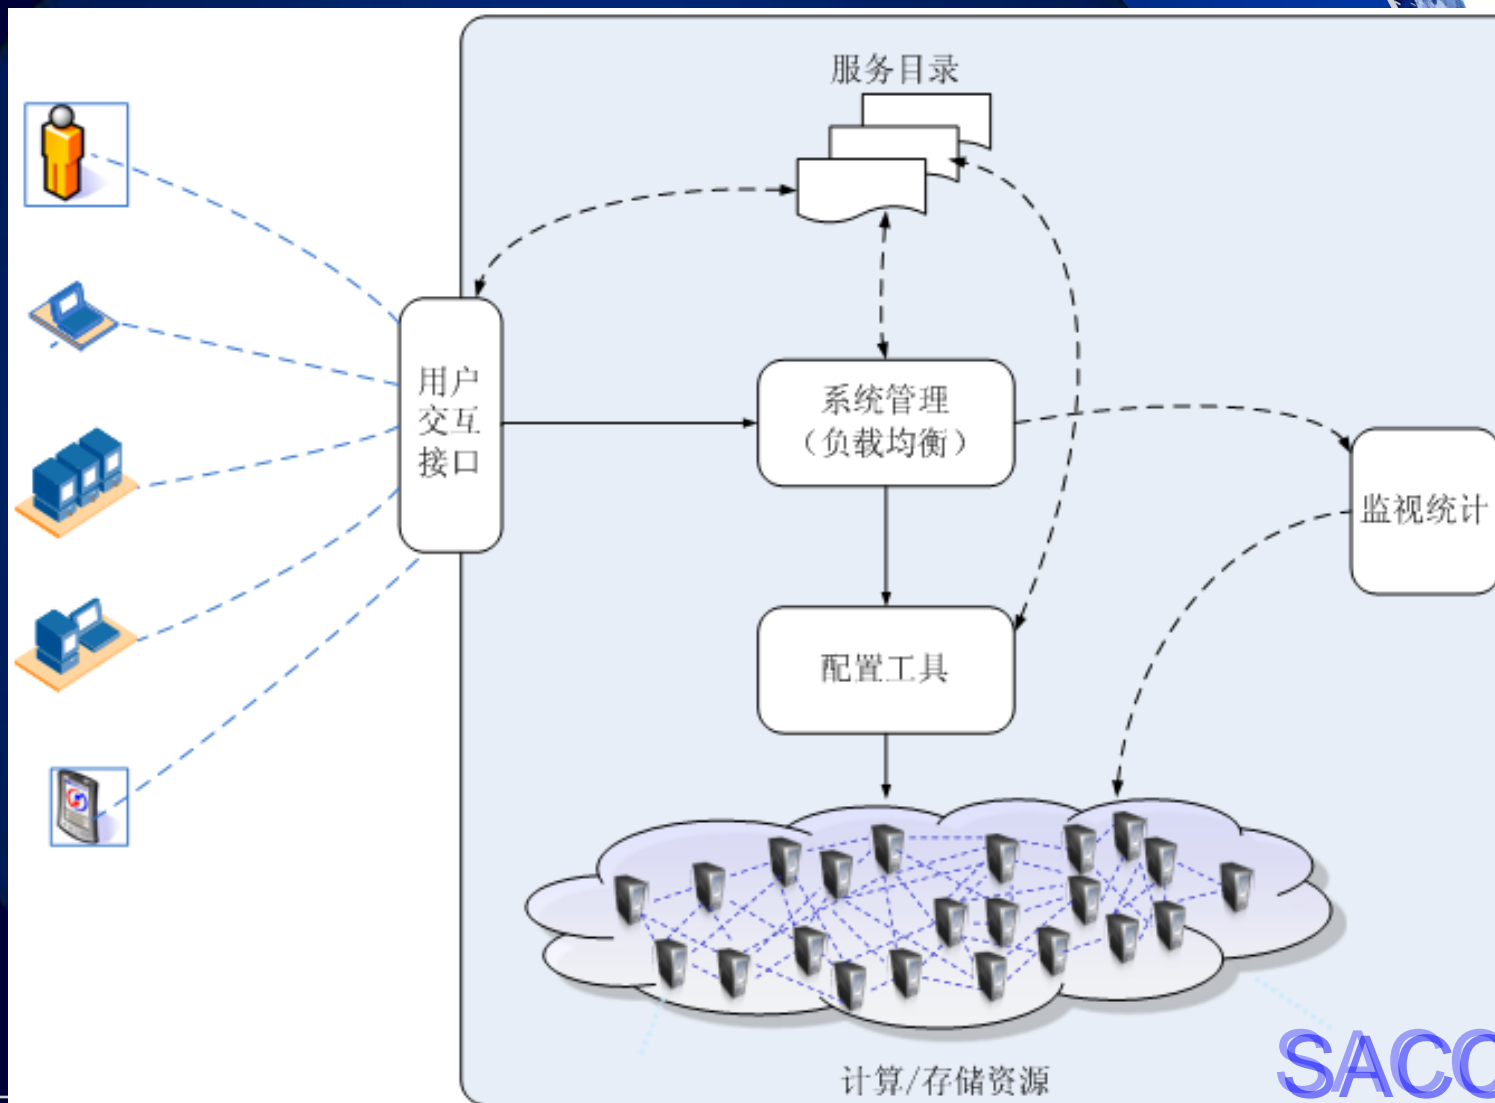 服务目录
用户
交互
接口
系统管理
（负载均衡）
监视统计
配置工具
计算/存储资源
SACC